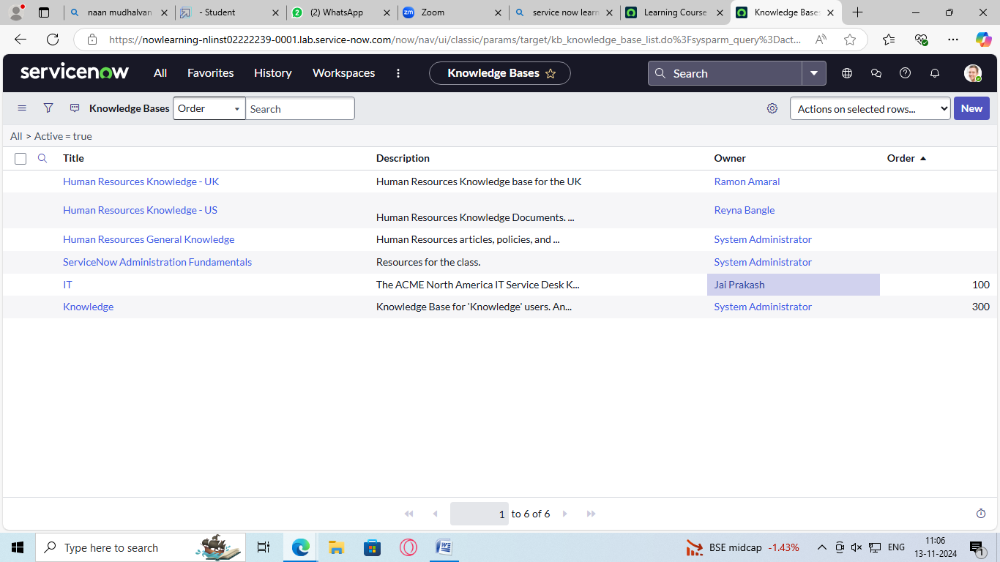 naan mudhalvan
- Student
(2) WhatsApp
Zoom
service now learn
Learning Course
Knowledge Bases
https://nowlearning-nlinst02222239-0001.lab.service-now.com/now/nav/ui/classic/params/target/kb_knowledge_base_list.do%3Fsysparm_query%3Dact...
servicenow All Favorites History Workspaces Knowledge Bases Search
Knowledge Bases Order Search Actions on selected rows... New
All > Active = true
Title Description Owner Order
Human Resources Knowledge - UK Human Resources Knowledge base for the UK Ramon Amaral
Human Resources Knowledge - US Human Resources Knowledge Documents. ... Reyna Bangle
Human Resources General Knowledge Human Resources articles, policies, and ... System Administrator
ServiceNow Administration Fundamentals Resources for the class. System Administrator
IT The ACME North America IT Service Desk K... Jai Prakash 100
Knowledge Knowledge Base for 'Knowledge' users. An... System Administrator 300
1 to 6 of 6
Type here to search
BSE midcap -1.43%
ENG
11:06
13-11-2024
1